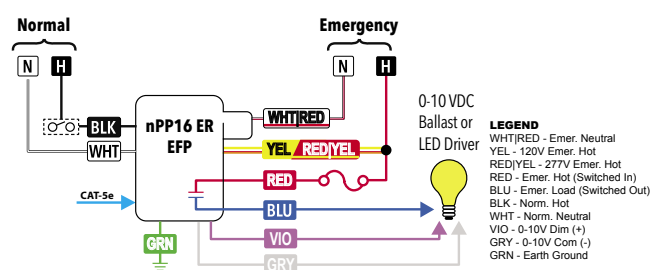 Normal
Emergency
N H
N H
nPP16 ER
EFP
BLK
WHT
CAT-5e
GRN
WHT|RED
YEL RED|YEL
RED
BLU
VIO
GRY
0-10 VDC
Ballast or
LED Driver
LEGEND
WHT|RED - Emer. Neutral
YEL - 120V Emer. Hot
RED|YEL - 277V Emer. Hot
RED - Emer. Hot (Switched In)
BLU - Emer. Load (Switched Out)
BLK - Norm. Hot
WHT - Norm. Neutral
VIO - 0-10V Dim (+)
GRY - 0-10V Com (-)
GRN - Earth Ground